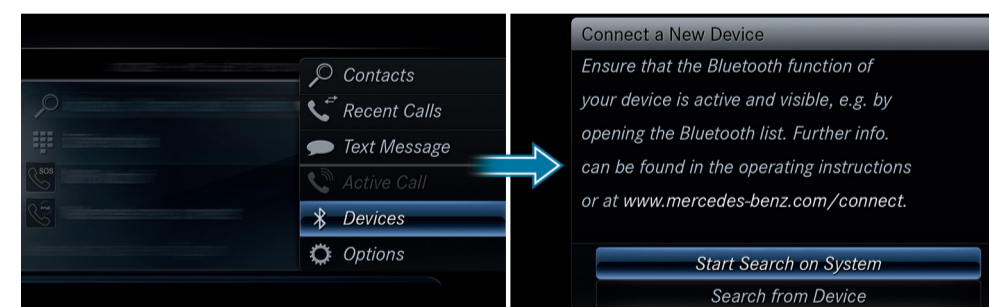 Contacts
Recent Calls
Text Message
Active Call
Devices
Options
SOS
me
Connect a New Device
Ensure that the Bluetooth function of
your device is active and visible, e.g. by
opening the Bluetooth list. Further info.
can be found in the operating instructions
or at www.mercedes-benz.com/connect.
Start Search on System
Search from Device